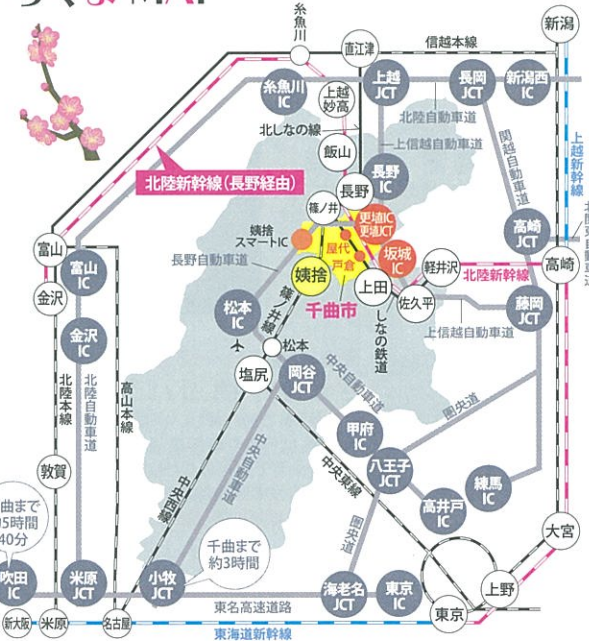 糸魚川
新潟
直江津
信越本線
糸魚川
IC
上越
JCT
長岡
JCT
新潟西
IC
上越
妙高
北陸自動車道
北しなの線
上信越自動車道
関越自動車道
上越新幹線
飯山
長野
IC
北陸新幹線(長野経由)
長野
篠ノ井
更埴IC
更埴JCT
姨捨
スマートIC
屋代
戸倉
坂城
IC
高崎
JCT
富山
富山
IC
長野自動車道
姨捨
千曲市
上田
軽井沢
北陸新幹線
高崎
佐久平
金沢
松本
IC
篠ノ井線
しなの鉄道
上信越自動車道
藤岡
JCT
金沢
IC
松本
塩尻
岡谷
JCT
中央自動車道
圏央道
北陸本線
北陸自動車道
高山本線
甲府
IC
敦賀
中央自動車道
中央西線
中央東線
八王子
JCT
練馬
IC
高井戸
IC
曲まで
5時間
40分
千曲まで
約3時間
圏央道
大宮
吹田
IC
米原
JCT
小牧
JCT
海老名
JCT
東京
IC
上野
東名高速道路
新大阪
米原
名古屋
東海道新幹線
東京